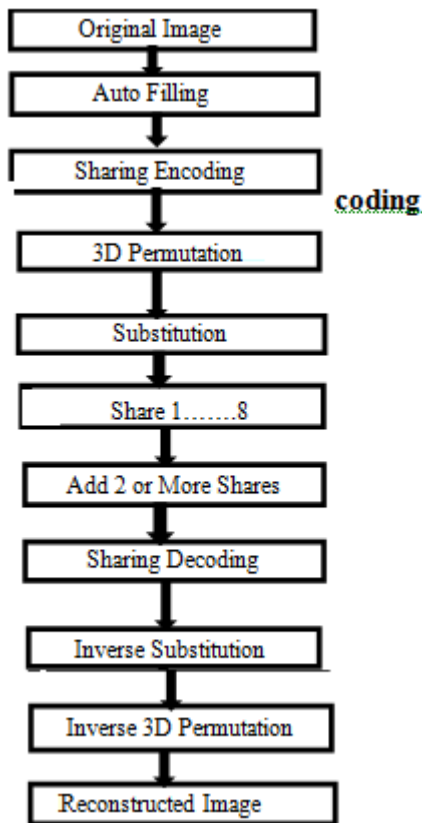 Original Image
Auto Filling
Sharing Encoding
coding
3D Permutation
Substitution
Share 1.......8
Add 2 or More Shares
Sharing Decoding
Inverse Substitution
Inverse 3D Permutation
Reconstructed Image